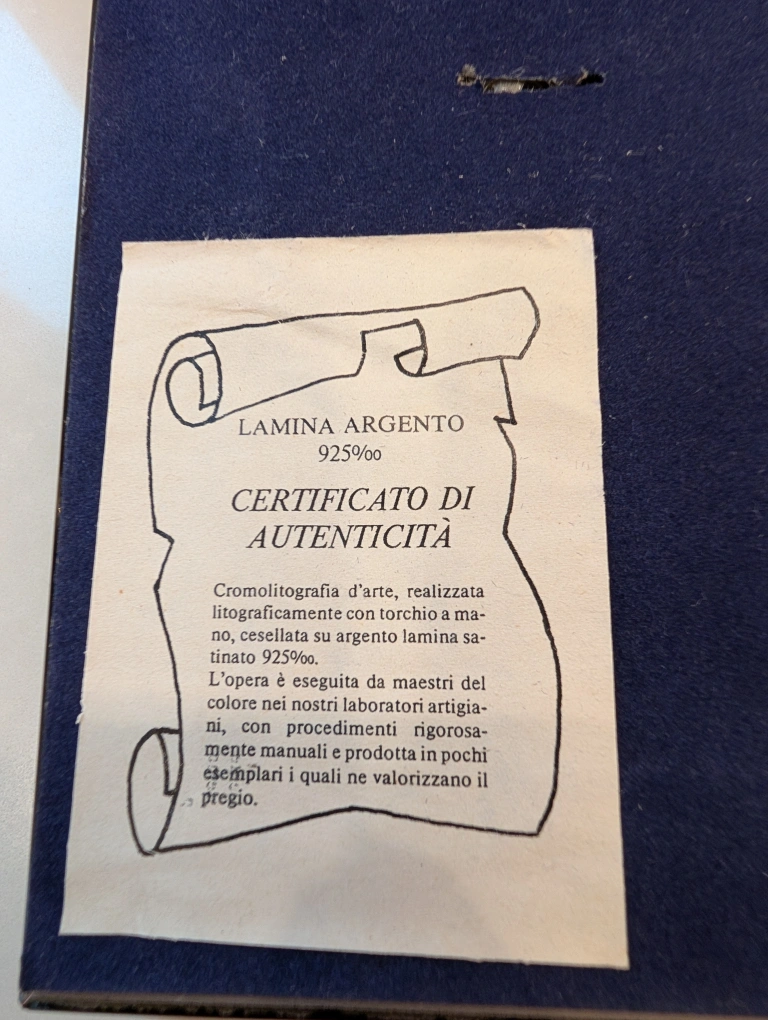 LAMINA ARGENTO
925‰
CERTIFICATO DI
AUTENTICITÀ
Cromolitografia d'arte, realizzata
litograficamente con torchio a ma-
no, cesellata su argento lamina sa-
tinato 925‰.
L'opera è eseguita da maestri del
colore nei nostri laboratori artigia-
ni, con procedimenti rigorosa-
mente manuali e prodotta in pochi
esemplari i quali ne valorizzano il
pregio.